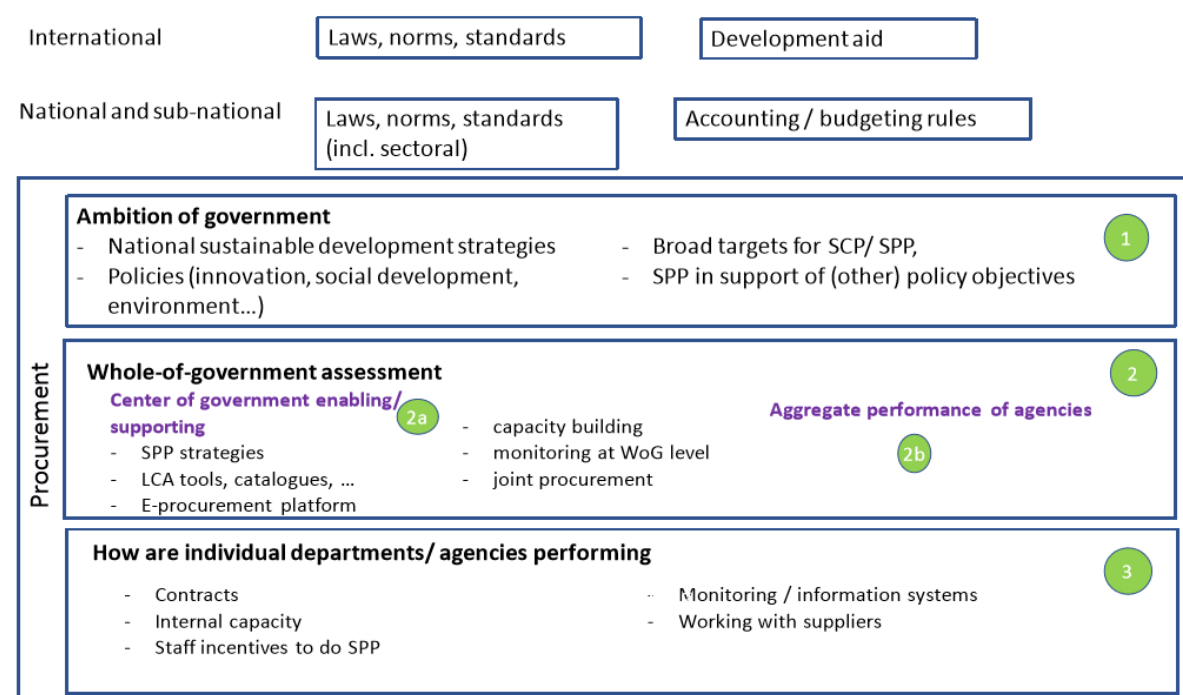 International
Laws, norms, standards
Development aid
National and sub-national
Laws, norms, standards
(incl. sectoral)
Accounting / budgeting rules
Procurement
Ambition of government
- National sustainable development strategies
- Policies (innovation, social development,
environment...)
- Broad targets for SCP/ SPP,
- SPP in support of (other) policy objectives
1
Whole-of-government assessment
2
Center of government enabling/
supporting
2a
- SPP strategies
- LCA tools, catalogues, ...
- E-procurement platform
- capacity building
- monitoring at WoG level
- joint procurement
Aggregate performance of agencies
2b
How are individual departments/ agencies performing
3
- Contracts
- Internal capacity
- Staff incentives to do SPP
- Monitoring / information systems
- Working with suppliers